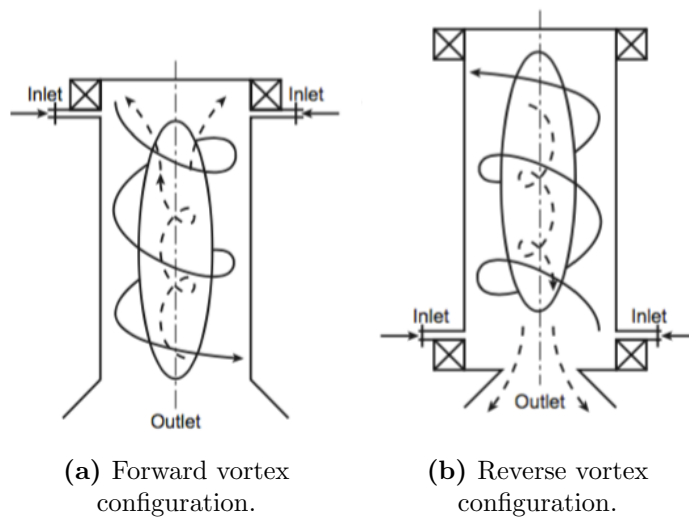 Inlet
Inlet
Outlet
(a) Forward vortex
configuration.
Inlet
Inlet
Outlet
(b) Reverse vortex
configuration.